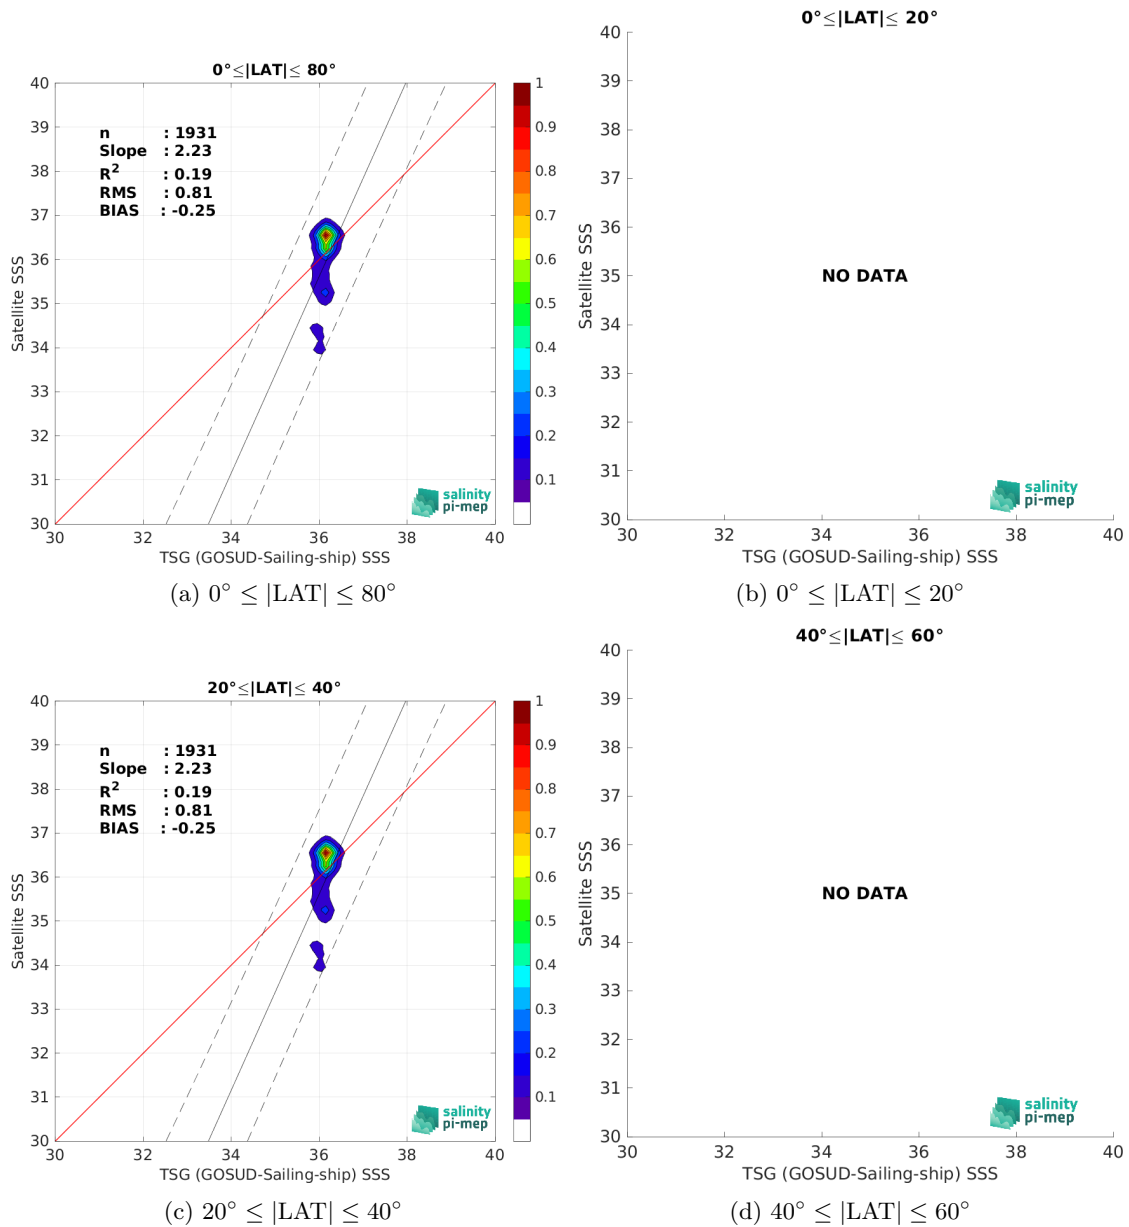 0°≤|LAT|≤ 80°
40
39
38
37
36
35
34
33
32
31
30
Satellite SSS
n : 1931
Slope : 2.23
R² : 0.19
RMS : 0.81
BIAS : -0.25
salinity
pi-mep
1
0.9
0.8
0.7
0.6
0.5
0.4
0.3
0.2
0.1
30 32 34 36 38 40
TSG (GOSUD-Sailing-ship) SSS
(a) 0° ≤ |LAT| ≤ 80°
0°≤|LAT|≤ 20°
40
39
38
37
36
35
34
33
32
31
30
Satellite SSS
NO DATA
salinity
pi-mep
30 32 34 36 38 40
TSG (GOSUD-Sailing-ship) SSS
(b) 0° ≤ |LAT| ≤ 20°
20°≤|LAT|≤ 40°
40
39
38
37
36
35
34
33
32
31
30
Satellite SSS
n : 1931
Slope : 2.23
R² : 0.19
RMS : 0.81
BIAS : -0.25
salinity
pi-mep
1
0.9
0.8
0.7
0.6
0.5
0.4
0.3
0.2
0.1
30 32 34 36 38 40
TSG (GOSUD-Sailing-ship) SSS
(c) 20° ≤ |LAT| ≤ 40°
40°≤|LAT|≤ 60°
40
39
38
37
36
35
34
33
32
31
30
Satellite SSS
NO DATA
salinity
pi-mep
30 32 34 36 38 40
TSG (GOSUD-Sailing-ship) SSS
(d) 40° ≤ |LAT| ≤ 60°